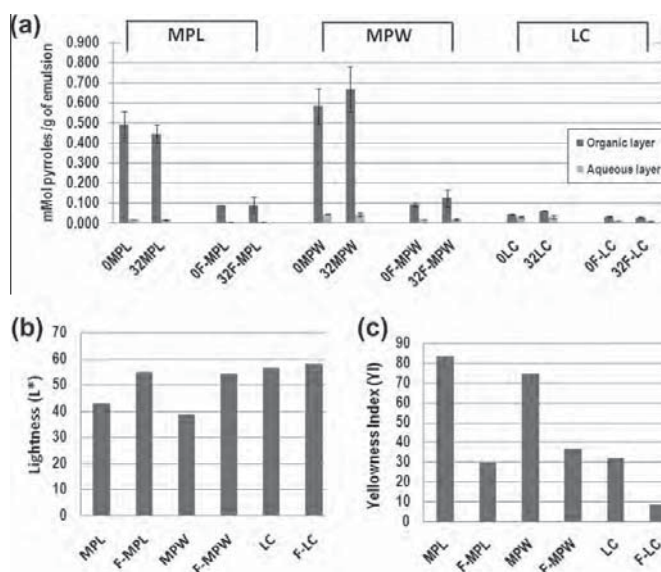 (a)
MPL MPW LC
mMol pyrroles /g of emulsion
0.900
0.800
0.700
0.600
0.500
0.400
0.300
0.200
0.100
0.000
Organic layer
Aqueous layer
0MPL 32MPL 0F-MPL 32F-MPL 0MPW 32MPW 0F-MPW 32F-MPW 0LC 32LC 0F-LC 32F-LC
(b)
Lightness (L*)
70
60
50
40
30
20
10
0
MPL F-MPL MPW F-MPW LC F-LC
(c)
Yellowness Index (YI)
90
80
70
60
50
40
30
20
10
0
MPL F-MPL MPW F-MPW LC F-LC